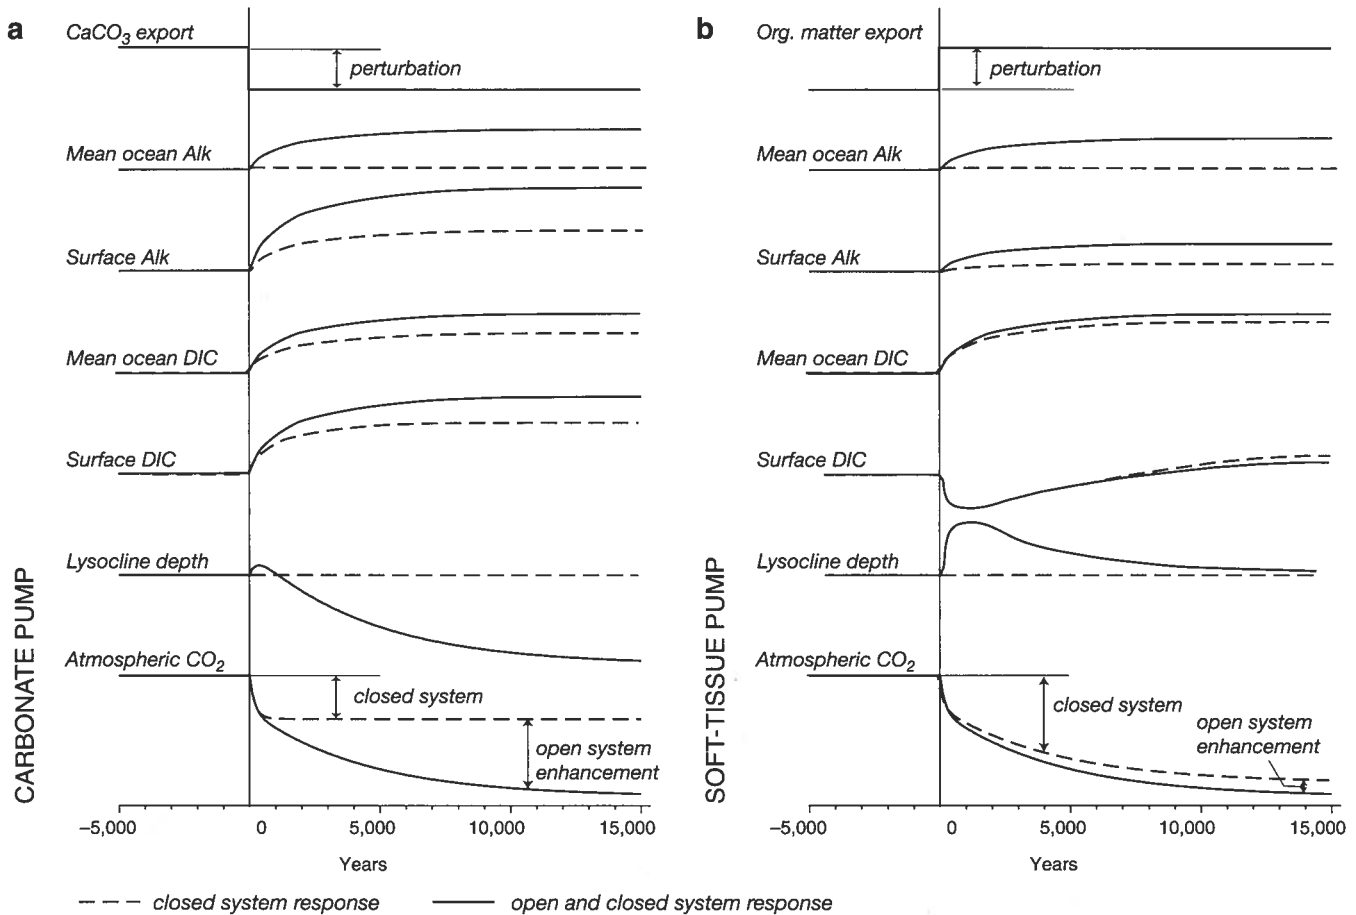 a
CaCO₃ export
perturbation
Mean ocean Alk
Surface Alk
Mean ocean DIC
Surface DIC
Lysocline depth
Atmospheric CO₂
closed system
open system
enhancement
CARBONATE PUMP
–5,000
0
5,000
10,000
15,000
Years
b
Org. matter export
perturbation
Mean ocean Alk
Surface Alk
Mean ocean DIC
Surface DIC
Lysocline depth
Atmospheric CO₂
closed system
open system
enhancement
SOFT-TISSUE PUMP
–5,000
0
5,000
10,000
15,000
Years
closed system response
open and closed system response